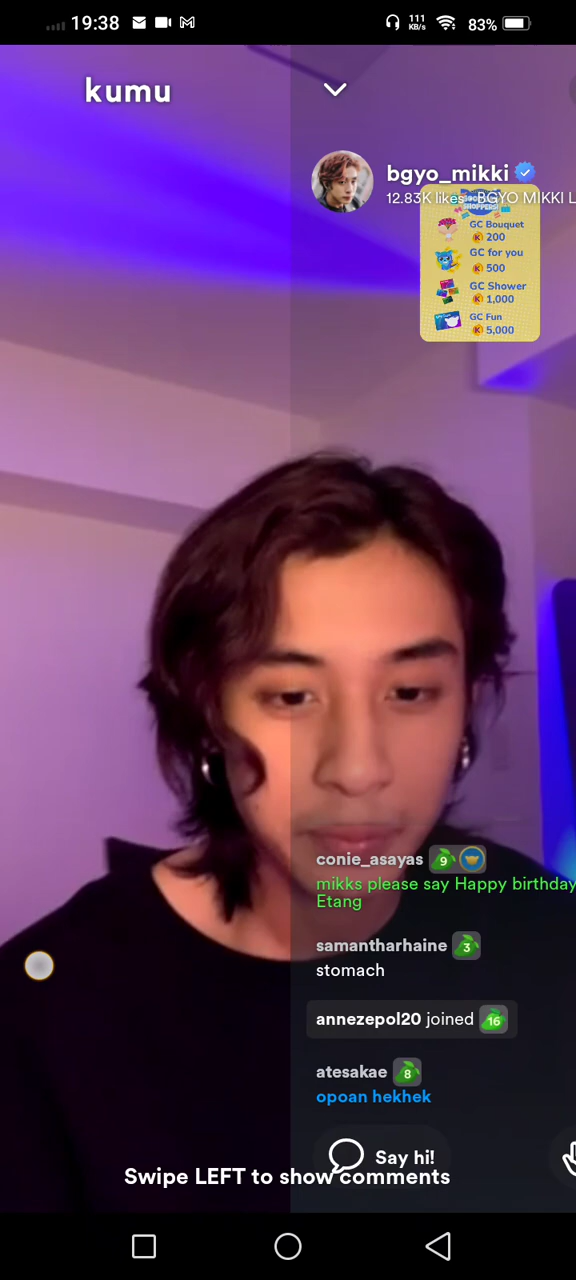 19:38
111
KB/s
83%
kumu
bgyo_mikki
12.83K likes
BGYO MIKKI L
SHOPPERS!
GC Bouquet
200
GC for you
500
GC Shower
1,000
GC Fun
5,000
conie_asayas 9
mikks please say Happy birthday
Etang
samantharhaine 3
stomach
annezepol20 joined 16
atesakae 8
opoan hekhek
Say hi!
Swipe LEFT to show comments